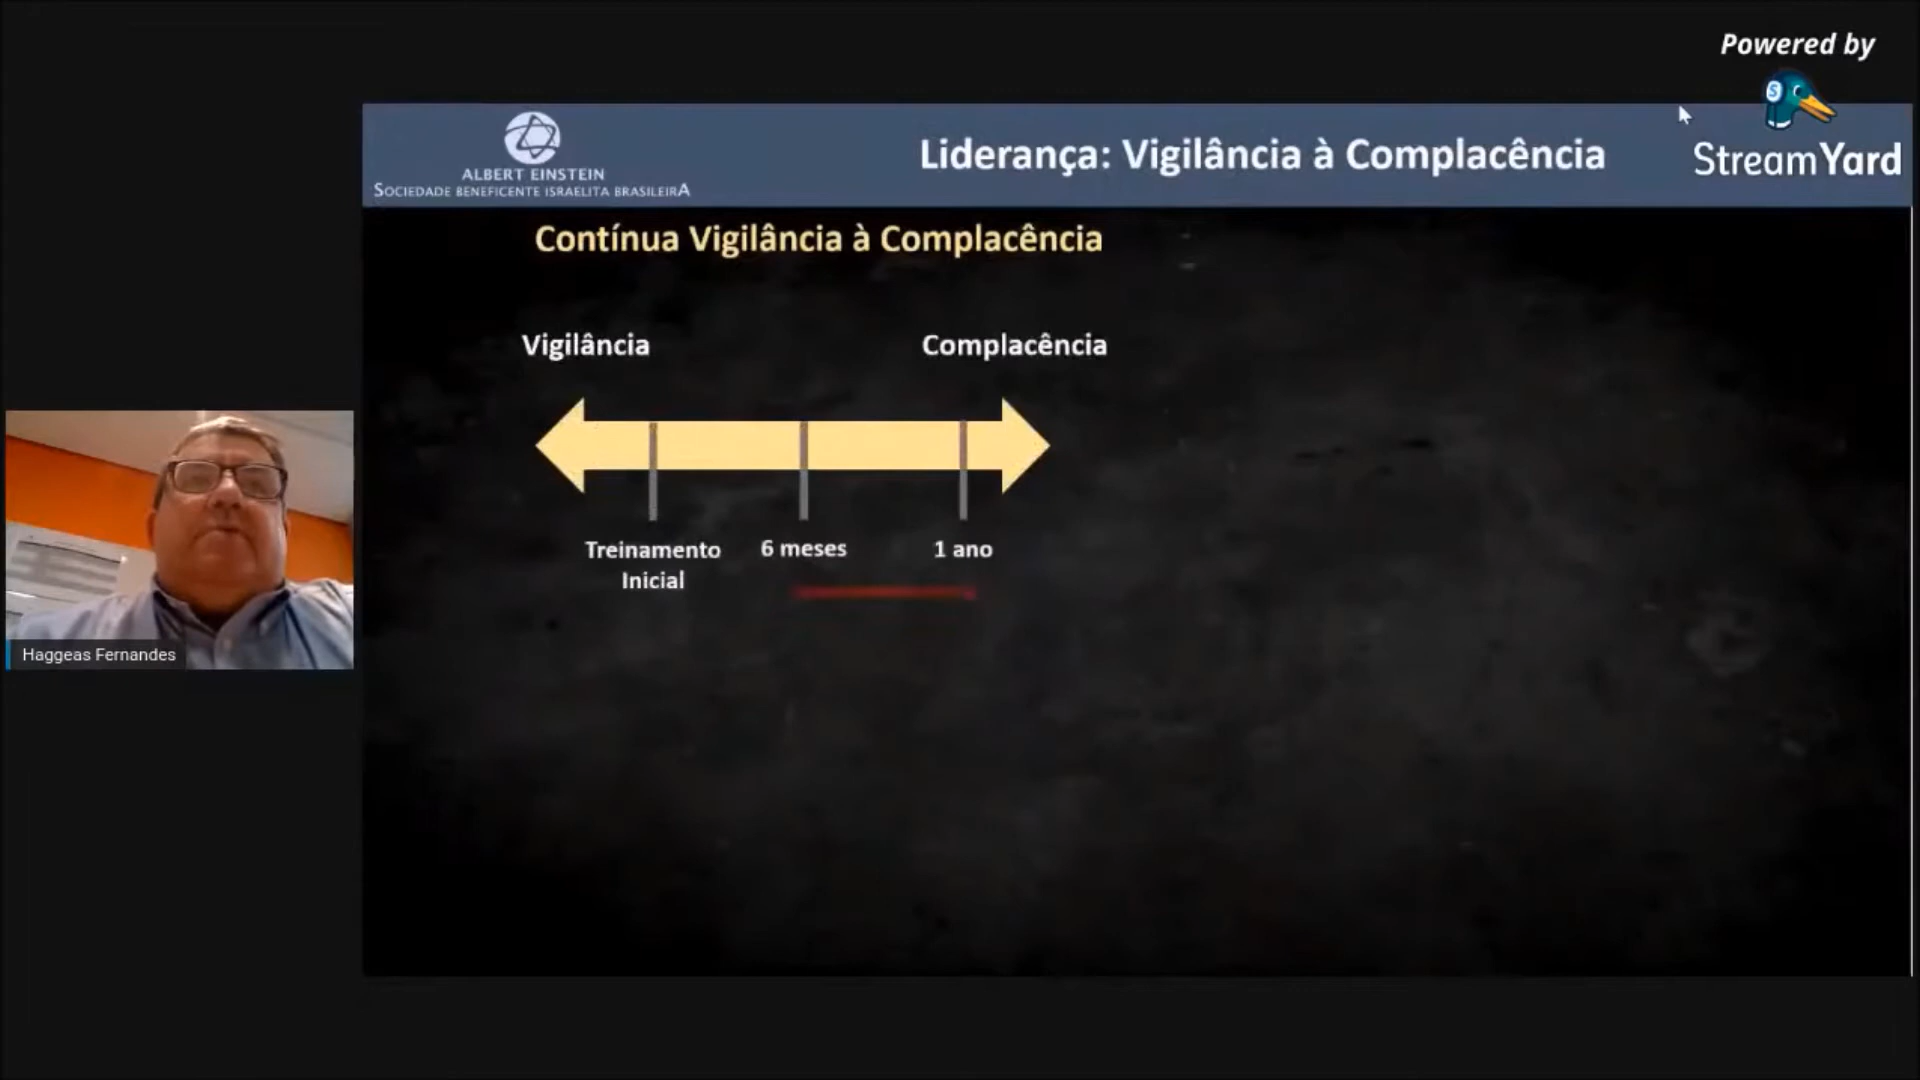 Powered by
StreamYard
ALBERT EINSTEIN
SOCIEDADE BENEFICENTE ISRAELITA BRASILEIRA
Liderança: Vigilância à Complacência
Contínua Vigilância à Complacência
Vigilância
Complacência
Treinamento
Inicial
6 meses
1 ano
Haggeas Fernandes